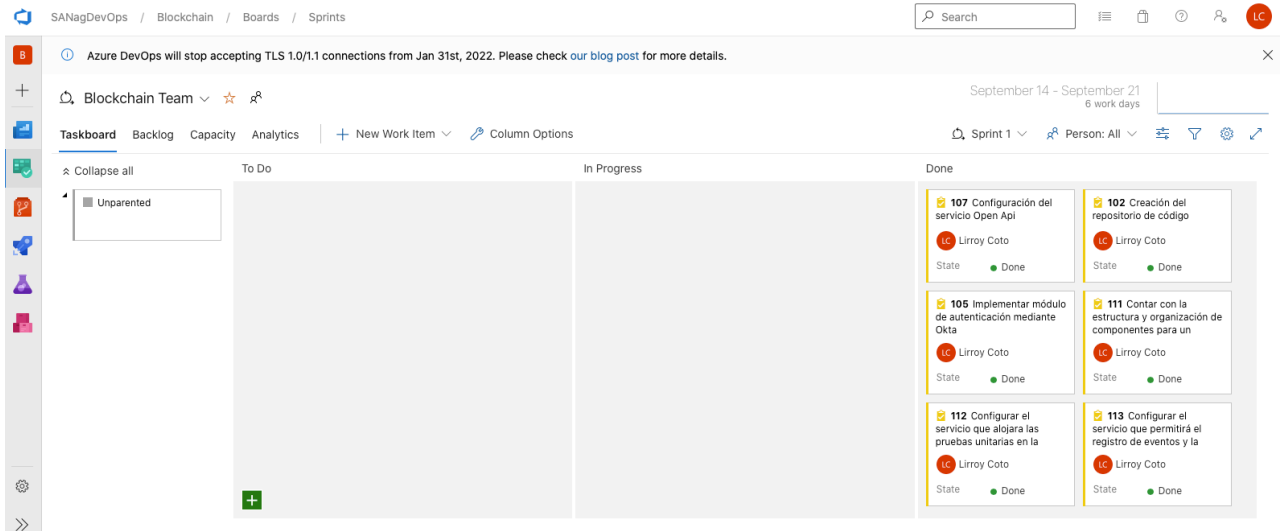 SANagDevOps / Blockchain / Boards / Sprints
Search
LC
B
Azure DevOps will stop accepting TLS 1.0/1.1 connections from Jan 31st, 2022. Please check our blog post for more details.
Blockchain Team
September 14 - September 21
6 work days
Taskboard Backlog Capacity Analytics New Work Item Column Options
Sprint 1 Person: All
Collapse all
To Do
In Progress
Done
Unparented
107 Configuración del
servicio Open Api
LC Lirroy Coto
State Done
102 Creación del
repositorio de código
LC Lirroy Coto
State Done
105 Implementar módulo
de autenticación mediante
Okta
LC Lirroy Coto
State Done
111 Contar con la
estructura y organización de
componentes para un
LC Lirroy Coto
State Done
112 Configurar el
servicio que alojara las
pruebas unitarias en la
LC Lirroy Coto
State Done
113 Configurar el
servicio que permitirá el
registro de eventos y la
LC Lirroy Coto
State Done